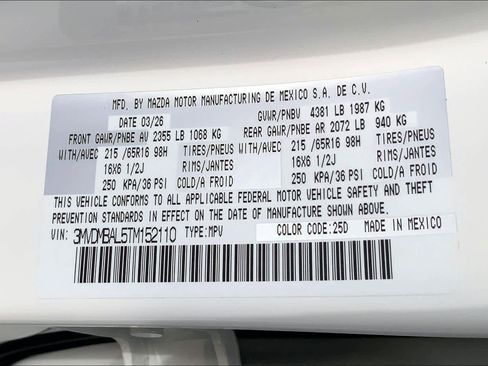 MFD. BY MAZDA MOTOR MANUFACTURING DE MEXICO S.A. DE C.V.
DATE 03/26 GVWR/PNBV 4381 LB 1987 KG
FRONT GAWR/PNBE AV 2355 LB 1068 KG REAR GAWR/PNBE AR 2072 LB 940 KG
WITH/AVEC 215 /65R16 98H TIRES/PNEUS WITH/AVEC 215 /65R16 98H TIRES/PNEUS
16X6 1/2J RIMS/JANTES 16X6 1/2J RIMS/JANTES
250 KPA/36 PSI COLD/A FROID 250 KPA/36 PSI COLD/A FROID
THIS VEHICLE CONFORMS TO ALL APPLICABLE FEDERAL MOTOR VEHICLE SAFETY AND THEFT
PREVENTION STANDARDS IN EFFECT ON THE DATE OF MANUFACTURE SHOWN ABOVE.
VIN: 3MVDMBAL5TM152110 TYPE:MPV COLOR CODE:25D MADE IN MEXICO